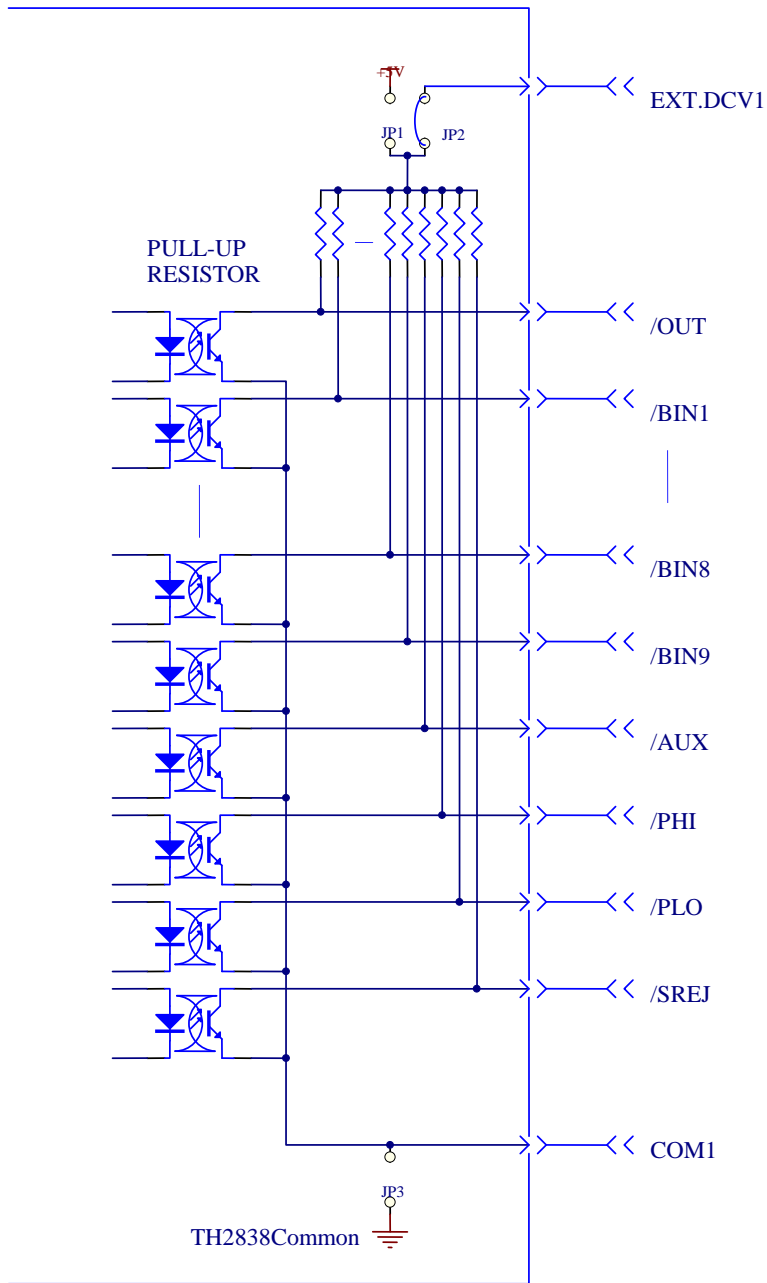 +5V
EXT.DCV1
JP1
JP2
PULL-UP
RESISTOR
/OUT
/BIN1
/BIN8
/BIN9
/AUX
/PHI
/PLO
/SREJ
COM1
JP3
TH2838Common